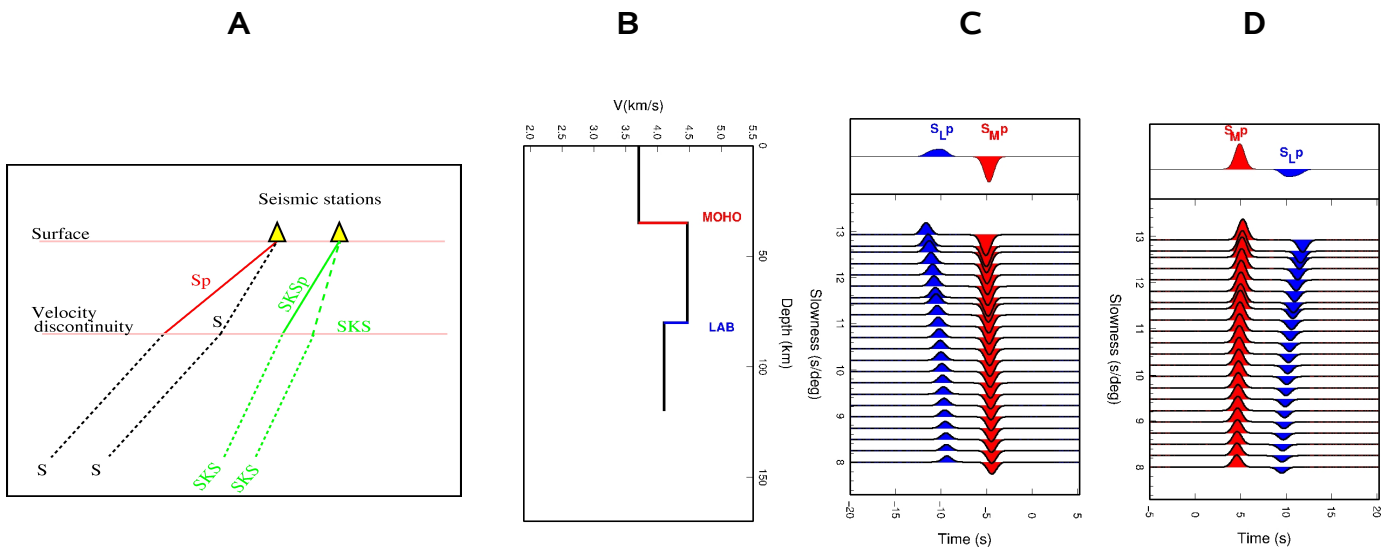 A
B
C
D
Seismic stations
Surface
Sp
SKSp
Velocity
discontinuity
S
SKS
S
S
SKS
SKS
V(km/s)
2.0
2.5
3.0
3.5
4.0
4.5
5.5
0
50
100
150
MOHO
LAB
Depth (km)
SLp
SMp
13
12
11
10
9
8
Slowness (s/deg)
-20
-15
-10
-5
0
5
Time (s)
SMp
SLp
13
12
11
10
9
8
Slowness (s/deg)
-5
0
5
10
15
20
Time (s)